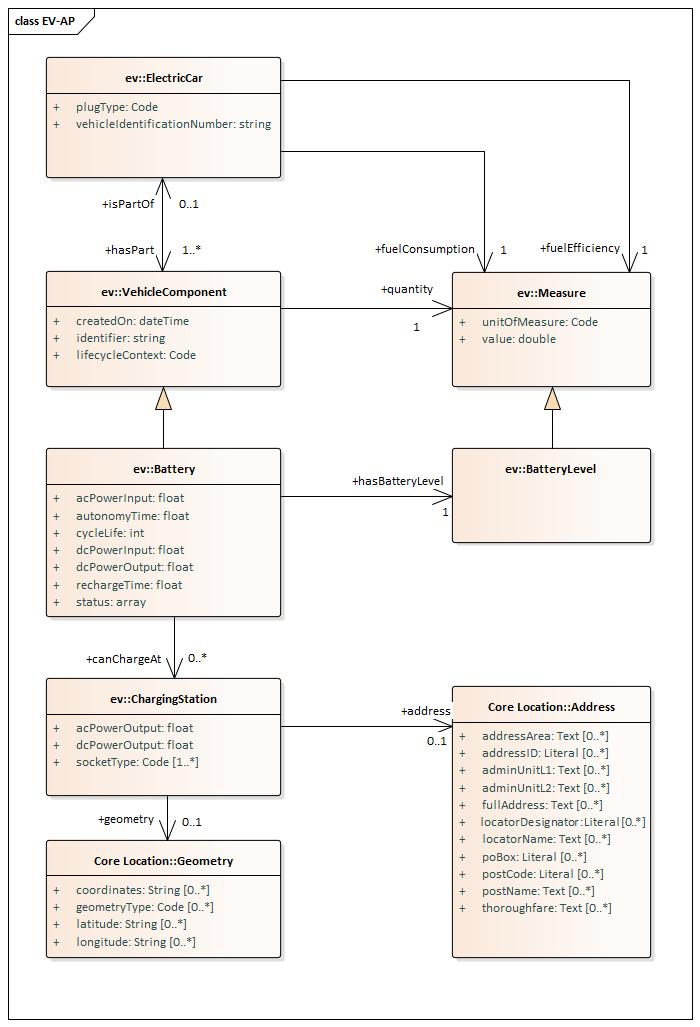 class EV-AP
ev::ElectricCar
+ plugType: Code
+ vehicleIdentificationNumber: string
+isPartOf 0..1
+hasPart 1..*
+fuelConsumption 1
+fuelEfficiency 1
ev::VehicleComponent
+ createdOn: dateTime
+ identifier: string
+ lifecycleContext: Code
+quantity
1
ev::Measure
+ unitOfMeasure: Code
+ value: double
ev::Battery
+ acPowerInput: float
+ autonomyTime: float
+ cycleLife: int
+ dcPowerInput: float
+ dcPowerOutput: float
+ rechargeTime: float
+ status: array
+hasBatteryLevel
1
ev::BatteryLevel
+canChargeAt 0..*
ev::ChargingStation
+ acPowerOutput: float
+ dcPowerOutput: float
+ socketType: Code [1..*]
+address
0..1
Core Location::Address
+ addressArea: Text [0..*]
+ addressID: Literal [0..*]
+ adminUnitL1: Text [0..*]
+ adminUnitL2: Text [0..*]
+ fullAddress: Text [0..*]
+ locatorDesignator:Literal[0..*]
+ locatorName: Text [0..*]
+ poBox: Literal [0..*]
+ postCode: Literal [0..*]
+ postName: Text [0..*]
+ thoroughfare: Text [0..*]
+geometry 0..1
Core Location::Geometry
+ coordinates: String [0..*]
+ geometryType: Code [0..*]
+ latitude: String [0..*]
+ longitude: String [0..*]